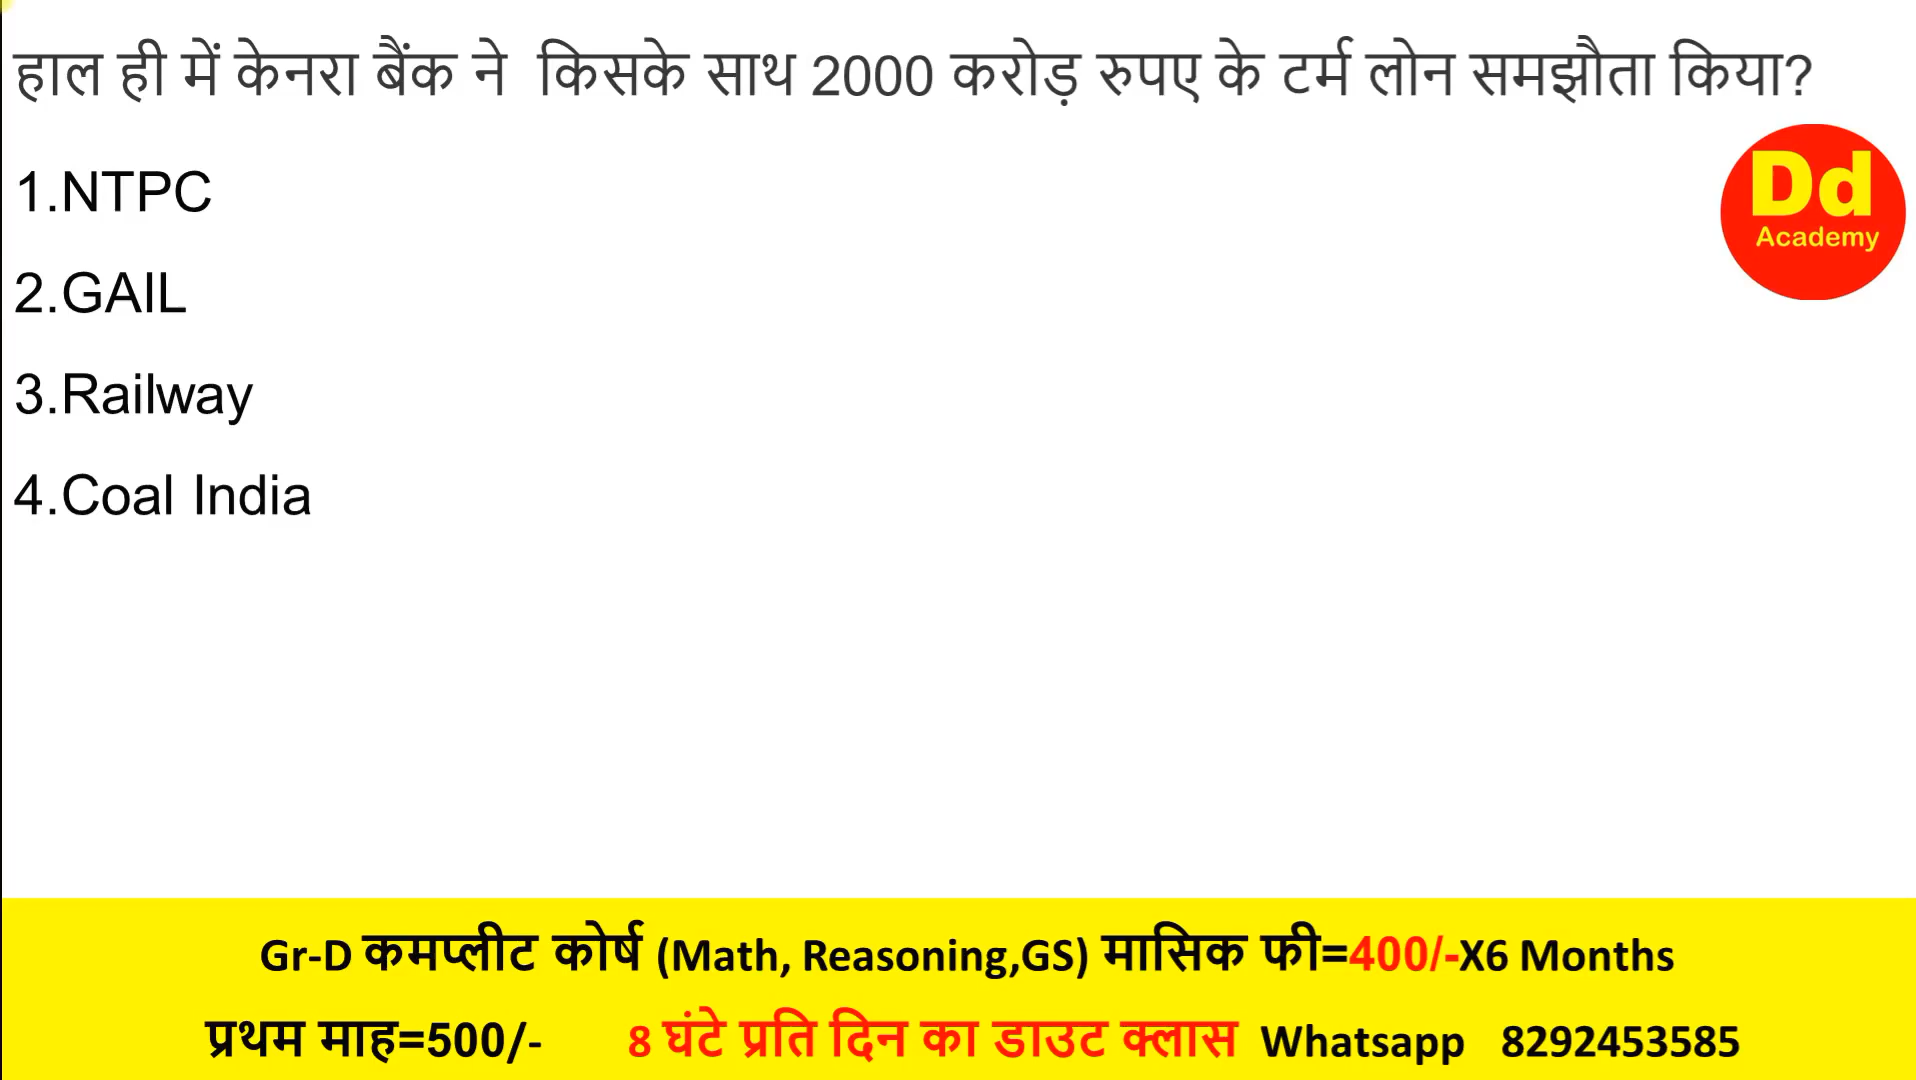 हाल ही में केनरा बैंक ने  किसके साथ 2000 करोड़ रुपए के टर्म लोन समझौता किया?
1.NTPC
2.GAIL
3.Railway
4.Coal India
Dd
Academy
Gr-D कमप्लीट कोर्ष (Math, Reasoning,GS) मासिक फी=400/-X6 Months
प्रथम माह=500/- 8 घंटे प्रति दिन का डाउट क्लास Whatsapp 8292453585